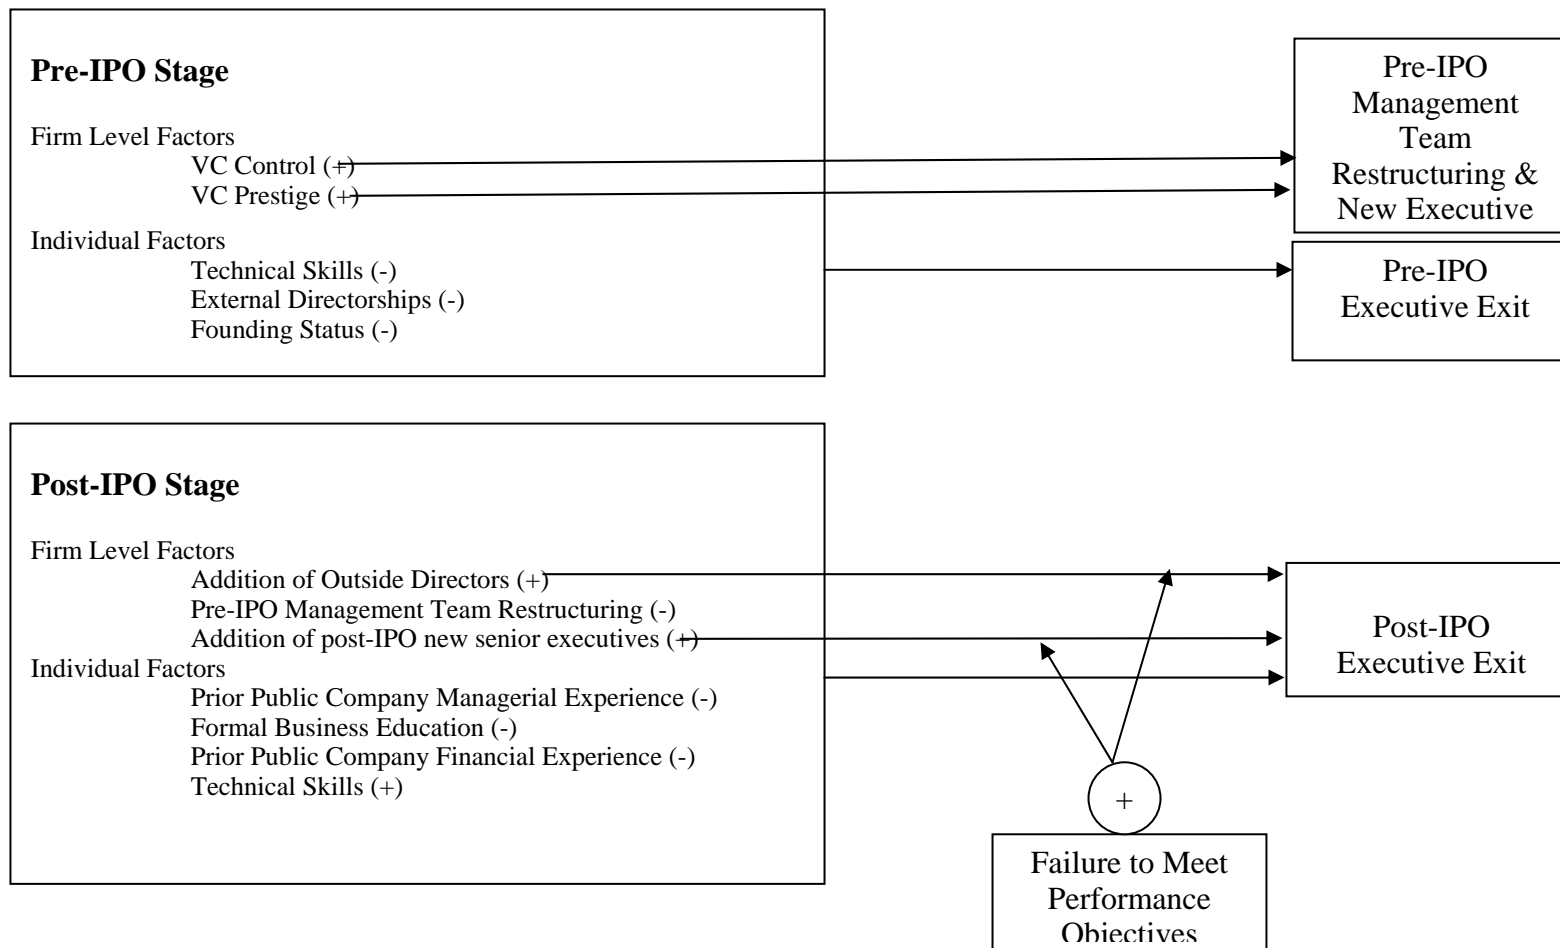 Pre-IPO Stage
Firm Level Factors
VC Control (+)
VC Prestige (+)
Individual Factors
Technical Skills (-)
External Directorships (-)
Founding Status (-)
Pre-IPO
Management
Team
Restructuring &
New Executive
Pre-IPO
Executive Exit
Post-IPO Stage
Firm Level Factors
Addition of Outside Directors (+)
Pre-IPO Management Team Restructuring (-)
Addition of post-IPO new senior executives (+)
Individual Factors
Prior Public Company Managerial Experience (-)
Formal Business Education (-)
Prior Public Company Financial Experience (-)
Technical Skills (+)
Post-IPO
Executive Exit
+
Failure to Meet
Performance
Objectives